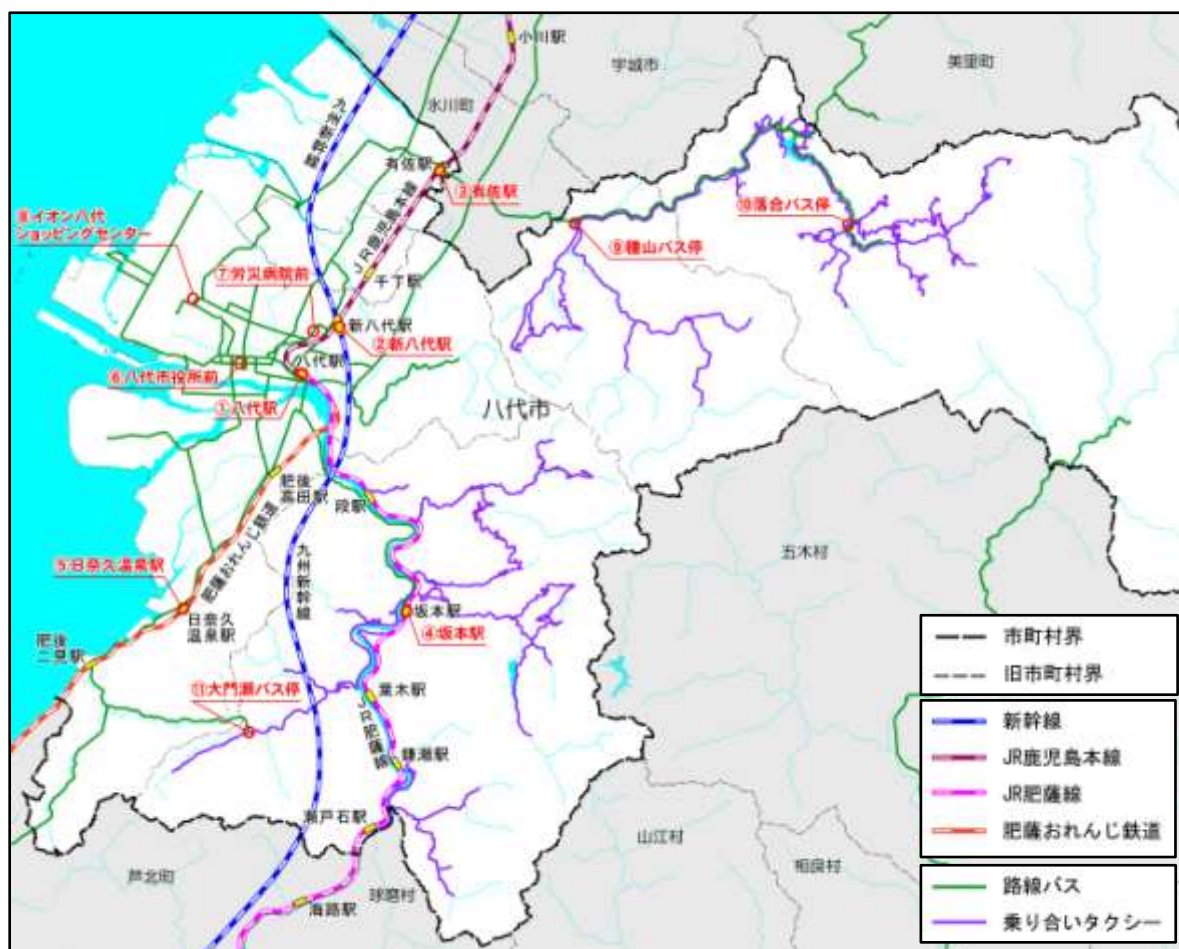 小川駅
宇城市
美里町
氷川町
九州新幹線
有佐駅
③有佐駅
JR鹿児島本線
⑧イオン八代
ショッピングセンター
⑩落合バス停
⑨種山バス停
⑦労災病院前
千丁駅
新八代駅
②新八代駅
八代駅
⑥八代市役所前
①八代駅
八代市
肥後
高田駅
段駅
肥薩おれんじ鉄道
九州新幹線
五木村
⑤日奈久温泉駅
日奈久
温泉駅
坂本駅
④坂本駅
肥後
二見駅
⑪大門瀬バス停
葉木駅
JR肥薩線
鎌瀬駅
瀬戸石駅
芦北町
球磨村
海路駅
山江村
相良村
市町村界
旧市町村界
新幹線
JR鹿児島本線
JR肥薩線
肥薩おれんじ鉄道
路線バス
乗り合いタクシー